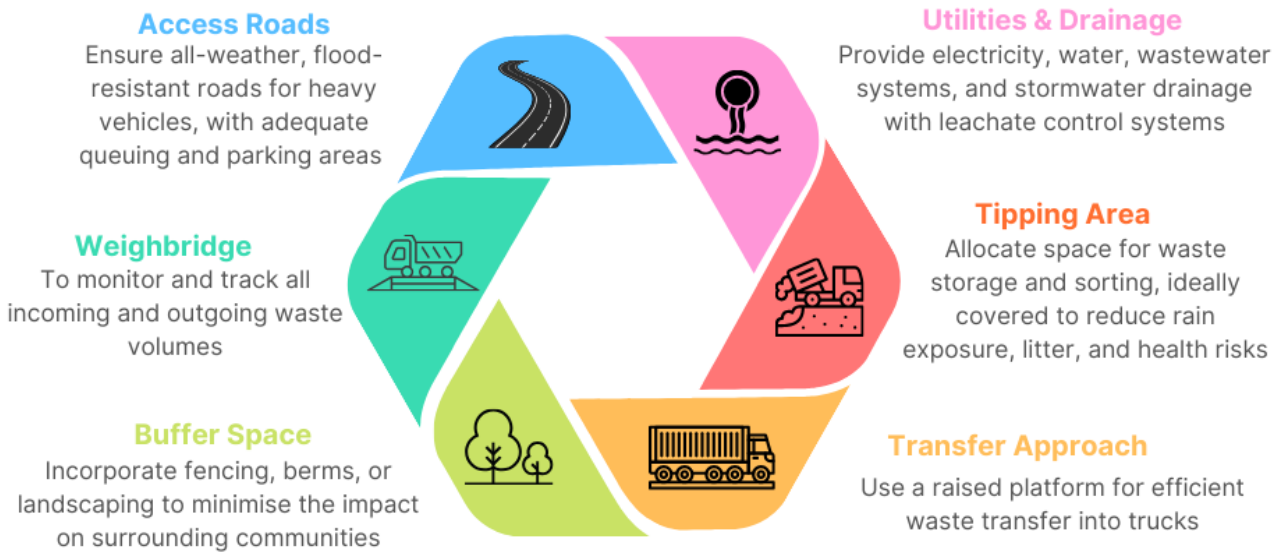 Access Roads
Ensure all-weather, flood-
resistant roads for heavy
vehicles, with adequate
queuing and parking areas
Utilities & Drainage
Provide electricity, water, wastewater
systems, and stormwater drainage
with leachate control systems
Weighbridge
To monitor and track all
incoming and outgoing waste
volumes
Tipping Area
Allocate space for waste
storage and sorting, ideally
covered to reduce rain
exposure, litter, and health risks
Buffer Space
Incorporate fencing, berms, or
landscaping to minimise the impact
on surrounding communities
Transfer Approach
Use a raised platform for efficient
waste transfer into trucks